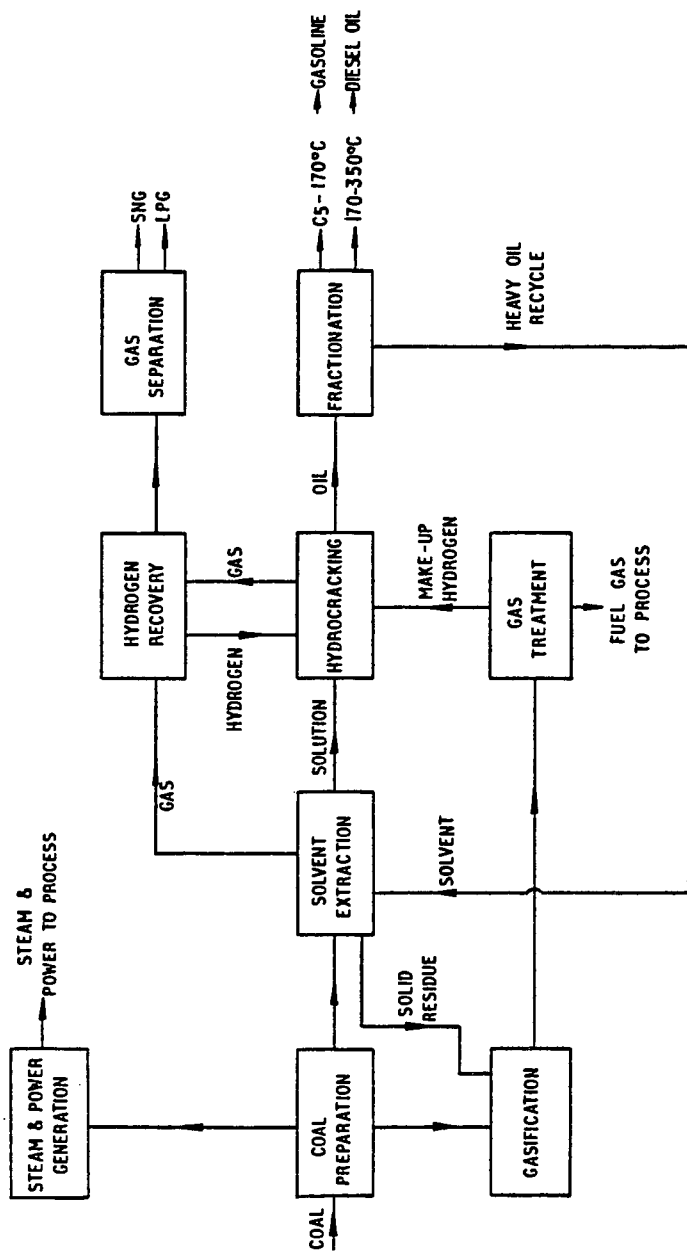 STEAM & POWER
GENERATION
STEAM &
POWER TO PROCESS
GAS
HYDROGEN
RECOVERY
GAS
SEPARATION
SNG
LPG
HYDROGEN
GAS
COAL
COAL
PREPARATION
SOLVENT
EXTRACTION
SOLUTION
HYDROCRACKING
OIL
FRACTIONATION
C5-170°C
GASOLINE
170-350°C
DIESEL OIL
SOLID
RESIDUE
SOLVENT
MAKE-UP
HYDROGEN
HEAVY OIL
RECYCLE
GASIFICATION
GAS
TREATMENT
FUEL GAS
TO PROCESS